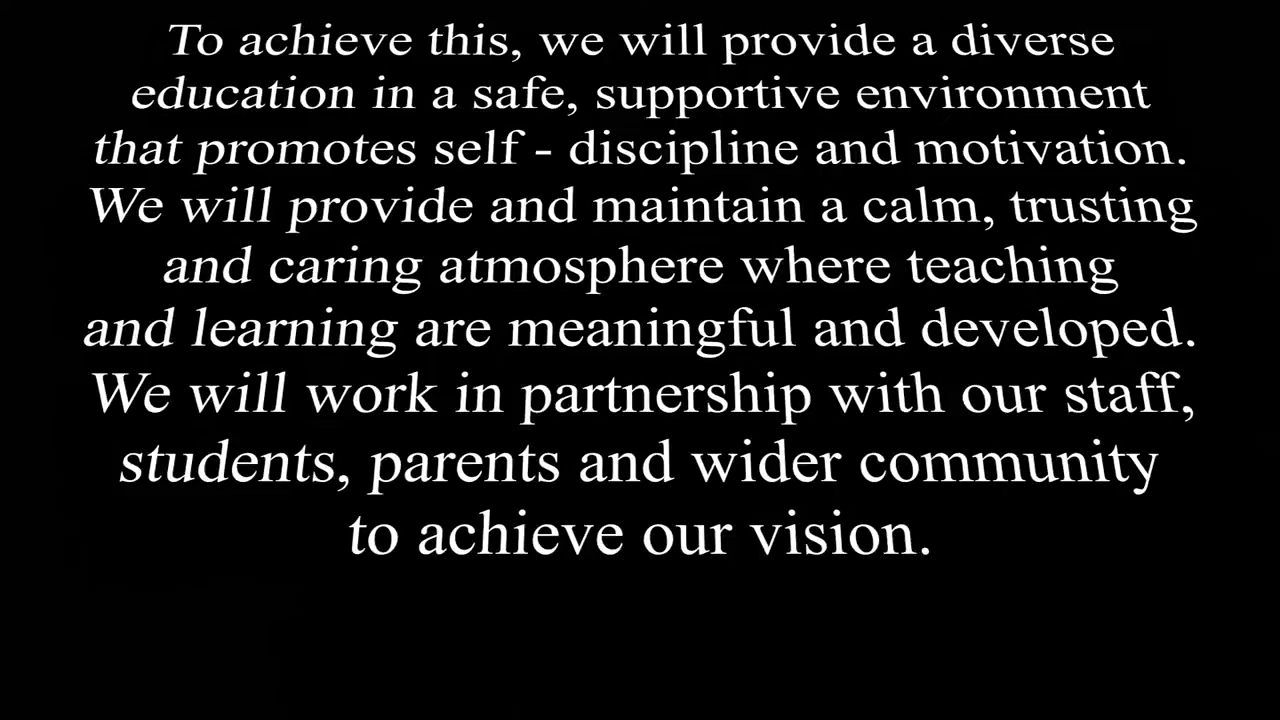 To achieve this, we will provide a diverse
education in a safe, supportive environment
that promotes self - discipline and motivation.
We will provide and maintain a calm, trusting
and caring atmosphere where teaching
and learning are meaningful and developed.
We will work in partnership with our staff,
students, parents and wider community
to achieve our vision.